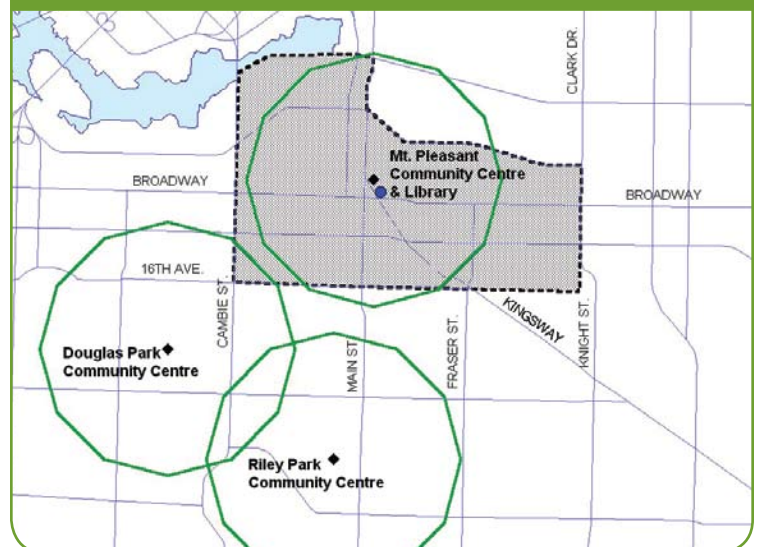 CLARK DR.
Mt. Pleasant
Community Centre
& Library
BROADWAY
BROADWAY
16TH AVE.
CAMBIE ST.
MAIN ST
FRASER ST.
KINGSWAY
KNIGHT ST.
Douglas Park
Community Centre
Riley Park
Community Centre